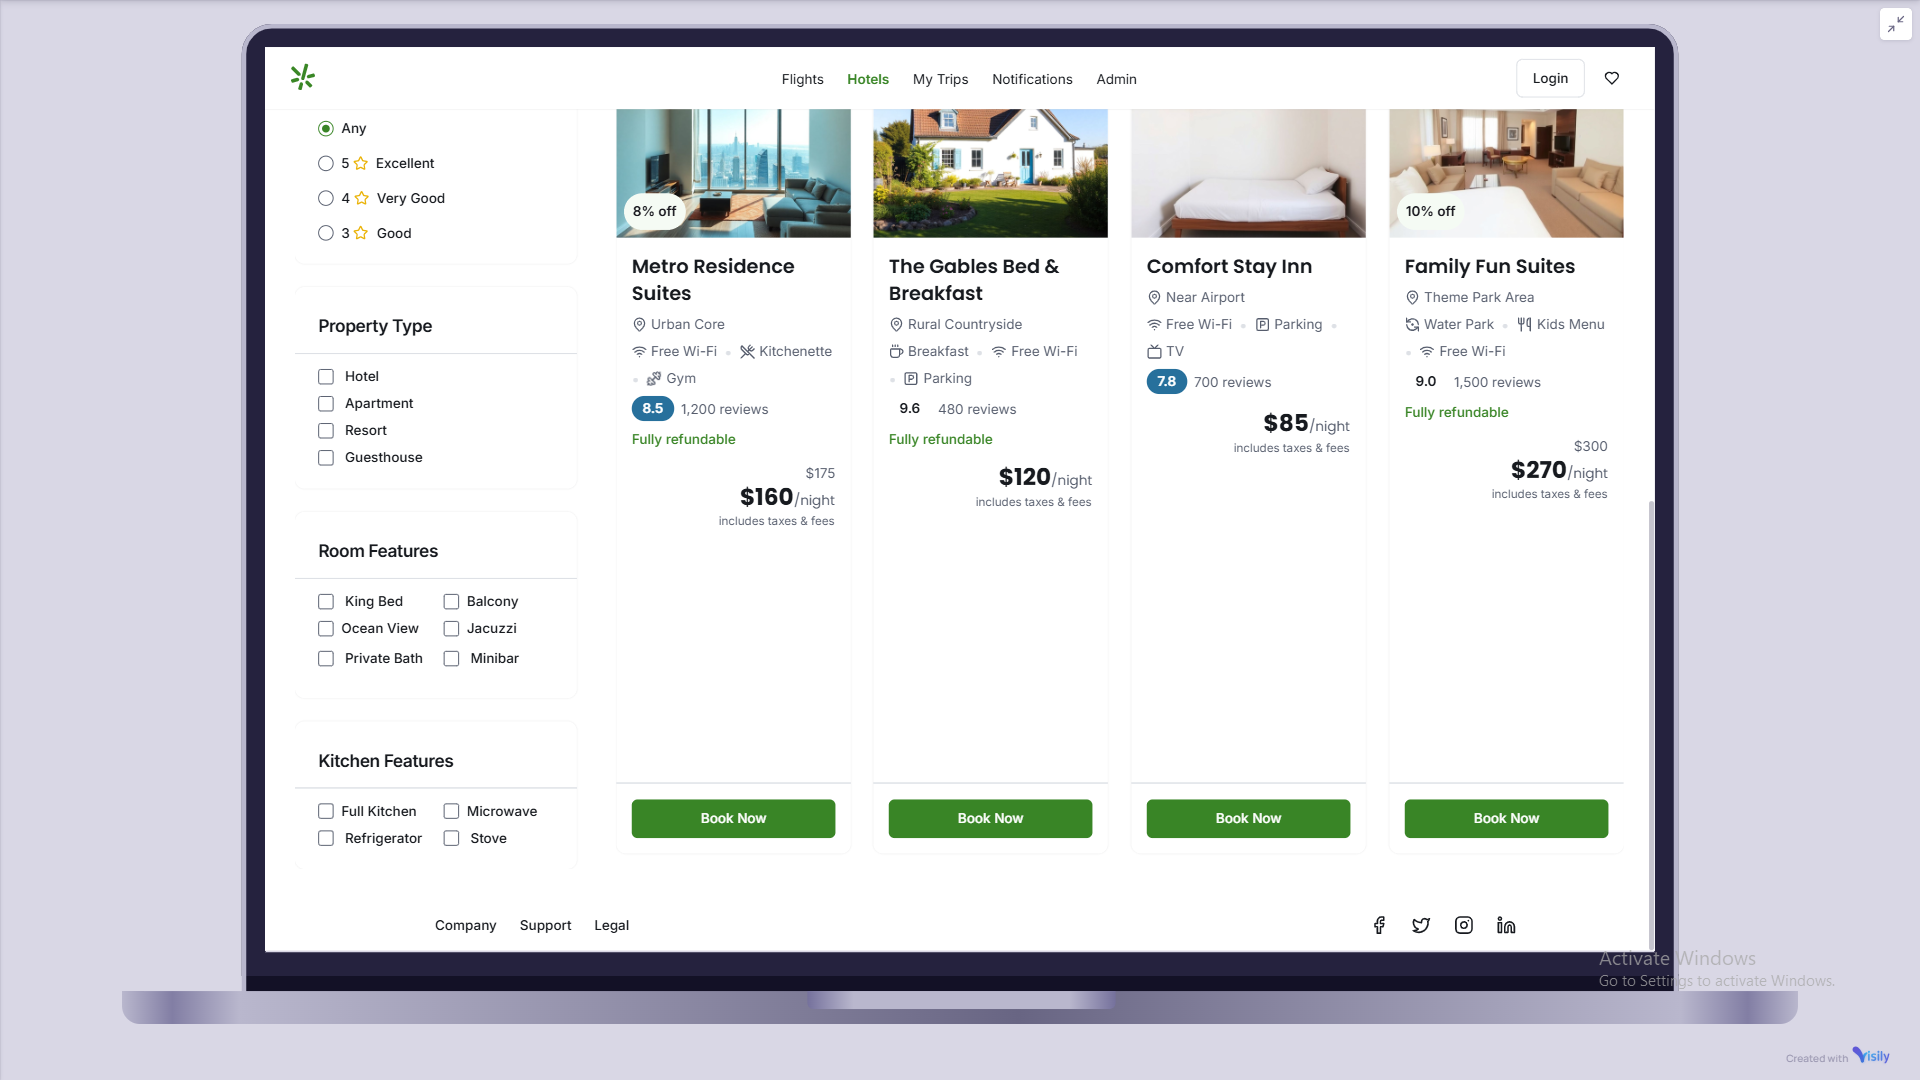 Flights
Hotels
My Trips
Notifications
Admin
Login
Any
5 Excellent
4 Very Good
3 Good
Property Type
Hotel
Apartment
Resort
Guesthouse
Room Features
King Bed
Balcony
Ocean View
Jacuzzi
Private Bath
Minibar
Kitchen Features
Full Kitchen
Microwave
Refrigerator
Stove
8% off
Metro Residence
Suites
Urban Core
Free Wi-Fi Kitchenette
Gym
8.5 1,200 reviews
Fully refundable
$175
$160/night
includes taxes & fees
Book Now
The Gables Bed &
Breakfast
Rural Countryside
Breakfast Free Wi-Fi
Parking
9.6 480 reviews
Fully refundable
$120/night
includes taxes & fees
Book Now
Comfort Stay Inn
Near Airport
Free Wi-Fi Parking
TV
7.8 700 reviews
$85/night
includes taxes & fees
Book Now
10% off
Family Fun Suites
Theme Park Area
Water Park Kids Menu
Free Wi-Fi
9.0 1,500 reviews
Fully refundable
$300
$270/night
includes taxes & fees
Book Now
Company
Support
Legal
Activate Windows
Go to Settings to activate Windows.
Created with Visily